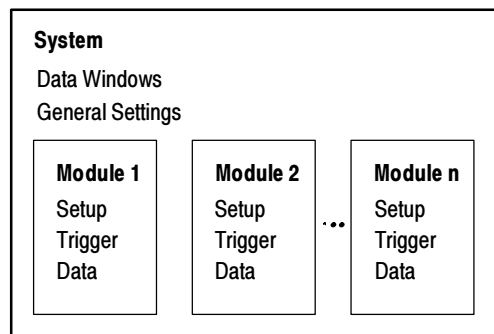 System
Data Windows
General Settings
Module 1
Setup
Trigger
Data
Module 2
Setup
Trigger
Data
...
Module n
Setup
Trigger
Data